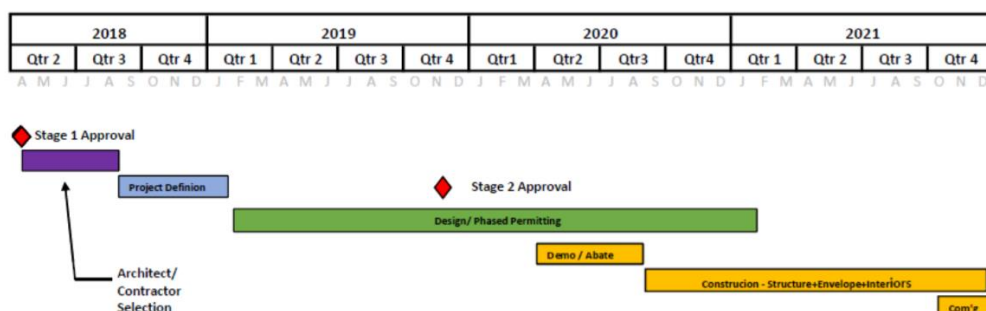 2018 2019 2020 2021
Qtr 2 Qtr 3 Qtr 4 Qtr 1 Qtr 2 Qtr 3 Qtr 4 Qtr1 Qtr2 Qtr3 Qtr4 Qtr 1 Qtr 2 Qtr 3 Qtr 4
A M J J A S O N D J F M A M J J A S O N D J F M A M J J A S O N D J F M A M J J A S O N D
Stage 1 Approval
Project Definion Stage 2 Approval
Design/ Phased Permitting
Demo / Abate
Architect/
Contractor
Selection
Construcion - Structure+Envelope+Interiors
Com'g